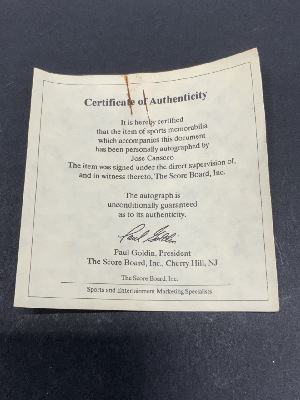 Certificate of Authenticity
It is hereby certified
that the item of sports memorabilia
which accompanies this document
has been personally autographed by
Jose Canseco
The item was signed under the direct supervision of,
and in witness thereto, The Score Board, Inc.
The autograph is
unconditionally guaranteed
as to its authenticity.
Paul Goldin
Paul Goldin, President
The Score Board, Inc., Cherry Hill, NJ
The Score Board, Inc.
Sports and Entertainment Marketing Specialists